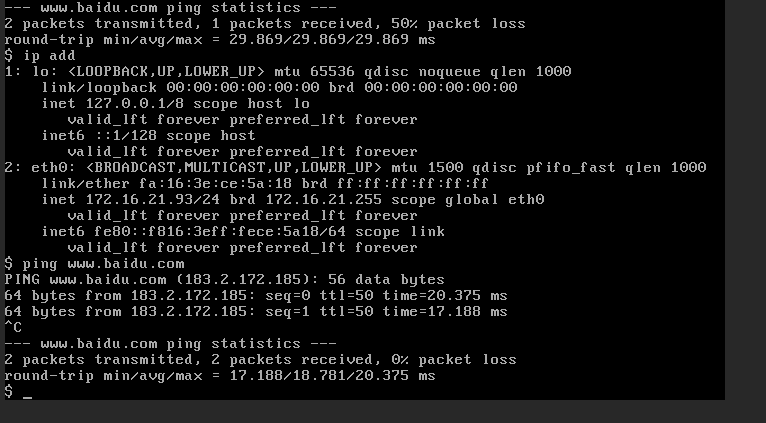 --- www.baidu.com ping statistics ---
2 packets transmitted, 1 packets received, 50% packet loss
round-trip min/avg/max = 29.869/29.869/29.869 ms
$ ip add
1: lo: <LOOPBACK,UP,LOWER_UP> mtu 65536 qdisc noqueue qlen 1000
    link/loopback 00:00:00:00:00:00 brd 00:00:00:00:00:00
    inet 127.0.0.1/8 scope host lo
       valid_lft forever preferred_lft forever
    inet6 ::1/128 scope host
       valid_lft forever preferred_lft forever
2: eth0: <BROADCAST,MULTICAST,UP,LOWER_UP> mtu 1500 qdisc pfifo_fast qlen 1000
    link/ether fa:16:3e:ce:5a:18 brd ff:ff:ff:ff:ff:ff
    inet 172.16.21.93/24 brd 172.16.21.255 scope global eth0
       valid_lft forever preferred_lft forever
    inet6 fe80::f816:3eff:fece:5a18/64 scope link
       valid_lft forever preferred_lft forever
$ ping www.baidu.com
PING www.baidu.com (183.2.172.185): 56 data bytes
64 bytes from 183.2.172.185: seq=0 ttl=50 time=20.375 ms
64 bytes from 183.2.172.185: seq=1 ttl=50 time=17.188 ms
^C
--- www.baidu.com ping statistics ---
2 packets transmitted, 2 packets received, 0% packet loss
round-trip min/avg/max = 17.188/18.781/20.375 ms
$ _